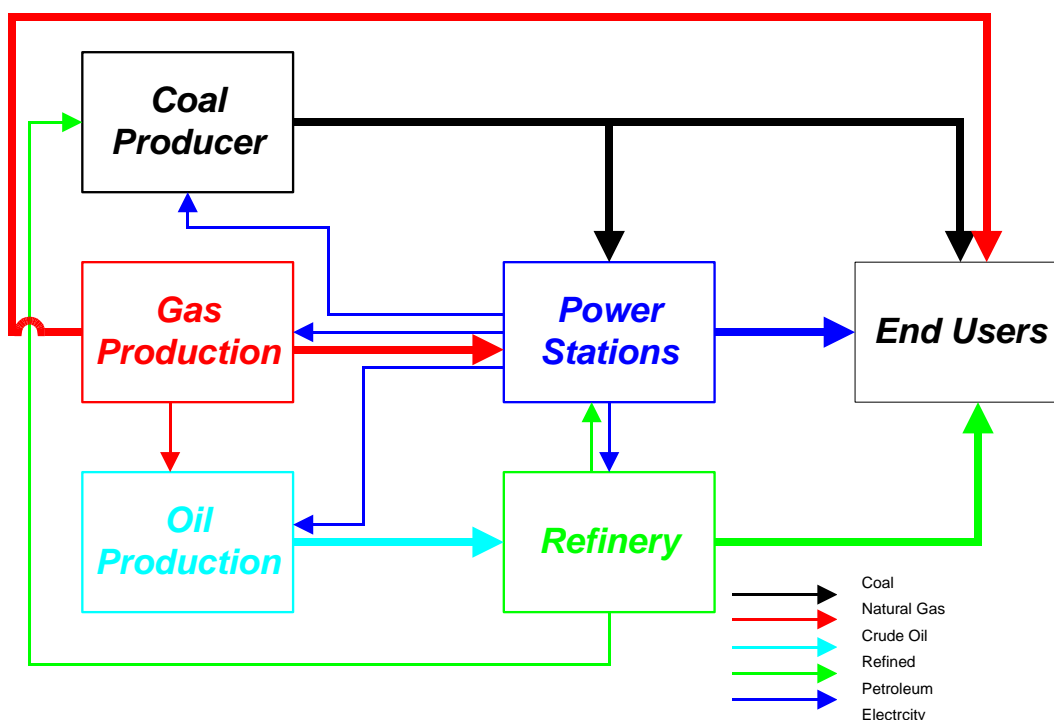 Coal
Producer
Gas
Production
Power
Stations
End Users
Oil
Production
Refinery
Coal
Natural Gas
Crude Oil
Refined
Petroleum
Electrcity